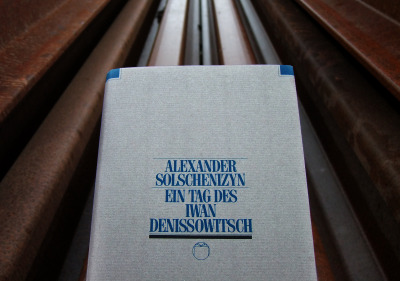 ALEXANDER
SOLSCHENIZYN
EIN TAG DES
IWAN
DENISSOWITSCH